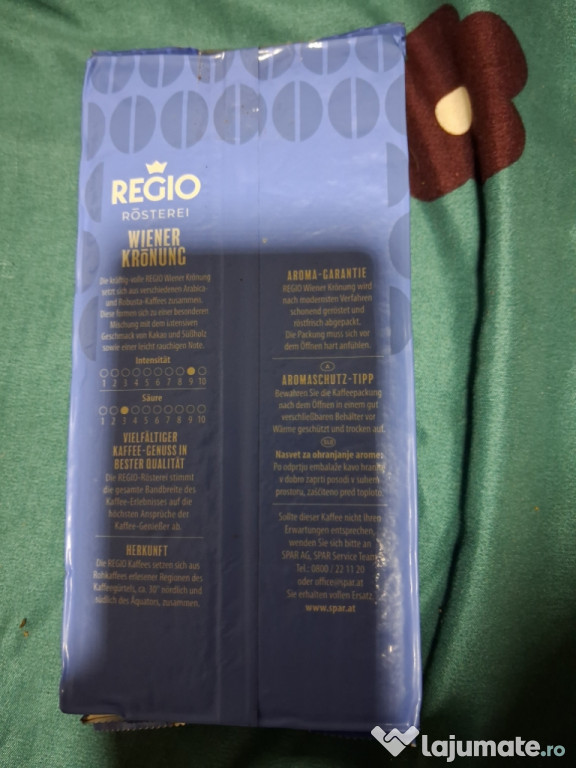 REGIO
RÖSTEREI
WIENER
KRÖNUNG
Die kräftig-volle REGIO Wiener Krönung
setzt sich aus verschiedenen Arabica-
und Robusta-Kaffees zusammen.
Diese formen sich zu einer besonderen
Mischung mit dem intensiven
Geschmack von Kakao und Süßholz
sowie einer leicht rauchigen Note.
Intensität
1 2 3 4 5 6 7 8 9 10
Säure
1 2 3 4 5 6 7 8 9 10
VIELFÄLTIGER
KAFFEE-GENUSS IN
BESTER QUALITÄT
Die REGIO-Rösterei stimmt
die gesamte Bandbreite des
Kaffee-Erlebnisses auf die
höchsten Ansprüche der
Kaffee-Genießer ab.
HERKUNFT
Die REGIO Kaffees setzen sich aus
Rohkaffees erlesener Regionen des
Kaffeegürtels, ca. 30° nördlich und
südlich des Äquators, zusammen.
AROMA-GARANTIE
REGIO Wiener Krönung wird
nach modernsten Verfahren
schonend geröstet und
röstfrisch abgepackt.
Die Packung muss sich vor
dem Öffnen hart anfühlen.
A
AROMASCHUTZ-TIPP
Bewahren Sie die Kaffeepackung
nach dem Öffnen in einem gut
verschließbaren Behälter vor
Wärme geschützt und trocken auf.
SLO
Nasvet za ohranjanje arome:
Po odprtju embalaže kavo hranite
v dobro zaprti posodi v suhem
prostoru, zaščiteno pred toploto.
Sollte dieser Kaffee nicht Ihren
Erwartungen entsprechen,
wenden Sie sich bitte an
SPAR AG, SPAR Service Team
Tel.: 0800 / 22 11 20
oder office@spar.at
Sie erhalten vollen Ersatz.
www.spar.at
lajumate.ro